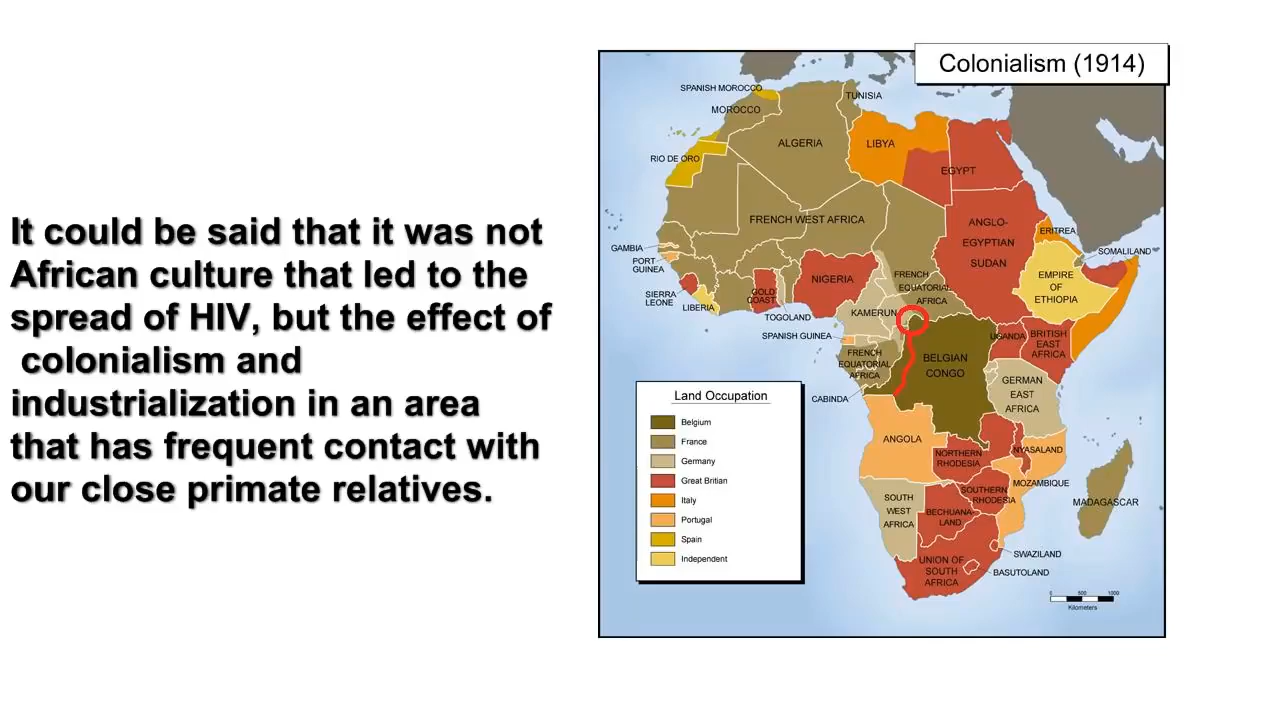 Colonialism (1914)
It could be said that it was not
African culture that led to the
spread of HIV, but the effect of
colonialism and
industrialization in an area
that has frequent contact with
our close primate relatives.
SPANISH MOROCCO
TUNISIA
MOROCCO
ALGERIA
LIBYA
RIO DE ORO
EGYPT
FRENCH WEST AFRICA
ANGLO-
EGYPTIAN
SUDAN
ERITREA
GAMBIA
PORT
GUINEA
SOMALILAND
NIGERIA
FRENCH
EQUATORIAL
AFRICA
EMPIRE
OF
ETHIOPIA
SIERRA
LEONE
LIBERIA
GOLD
COAST
TOGOLAND
KAMERUN
SPANISH GUINEA
UGANDA
BRITISH
EAST
AFRICA
FRENCH
EQUATORIAL
AFRICA
BELGIAN
CONGO
GERMAN
EAST
AFRICA
CABINDA
ANGOLA
NORTHERN
RHODESIA
NYASALAND
MOZAMBIQUE
SOUTHERN
RHODESIA
MADAGASCAR
SOUTH
WEST
AFRICA
BECHUANA-
LAND
SWAZILAND
UNION OF
SOUTH
AFRICA
BASUTOLAND
Land Occupation
Belgium
France
Germany
Great Britian
Italy
Portugal
Spain
Independent
0 500 1000
Kilometers